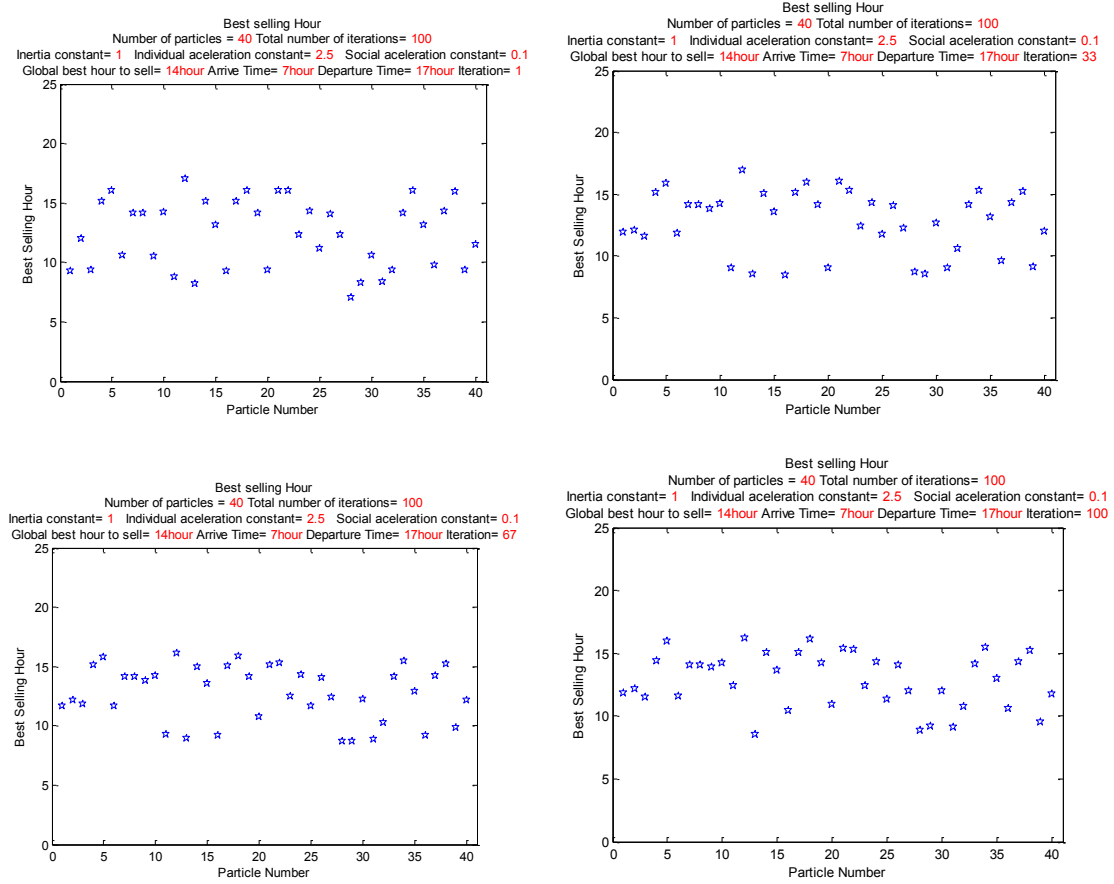 Best selling Hour
Number of particles = 40 Total number of iterations= 100
Inertia constant= 1 Individual aceleration constant= 2.5 Social aceleration constant= 0.1
Global best hour to sell= 14hour Arrive Time= 7hour Departure Time= 17hour Iteration= 1
25
20
15
10
5
0
Best Selling Hour
0 5 10 15 20 25 30 35 40
Particle Number
Best selling Hour
Number of particles = 40 Total number of iterations= 100
Inertia constant= 1 Individual aceleration constant= 2.5 Social aceleration constant= 0.1
Global best hour to sell= 14hour Arrive Time= 7hour Departure Time= 17hour Iteration= 33
25
20
15
10
5
0
Best Selling Hour
0 5 10 15 20 25 30 35 40
Particle Number
Best selling Hour
Number of particles = 40 Total number of iterations= 100
Inertia constant= 1 Individual aceleration constant= 2.5 Social aceleration constant= 0.1
Global best hour to sell= 14hour Arrive Time= 7hour Departure Time= 17hour Iteration= 67
25
20
15
10
5
0
Best Selling Hour
0 5 10 15 20 25 30 35 40
Particle Number
Best selling Hour
Number of particles = 40 Total number of iterations= 100
Inertia constant= 1 Individual aceleration constant= 2.5 Social aceleration constant= 0.1
Global best hour to sell= 14hour Arrive Time= 7hour Departure Time= 17hour Iteration= 100
25
20
15
10
5
0
Best Selling Hour
0 5 10 15 20 25 30 35 40
Particle Number